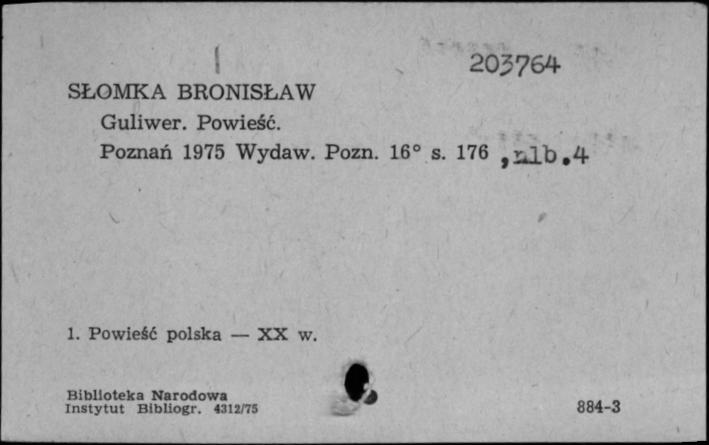 203764
SŁOMKA BRONISŁAW
Guliwer. Powieść.
Poznań 1975 Wydaw. Pozn. 16° s. 176 ,nlb.4
1. Powieść polska — XX w.
Biblioteka Narodowa
Instytut Bibliogr. 4312/75
884-3